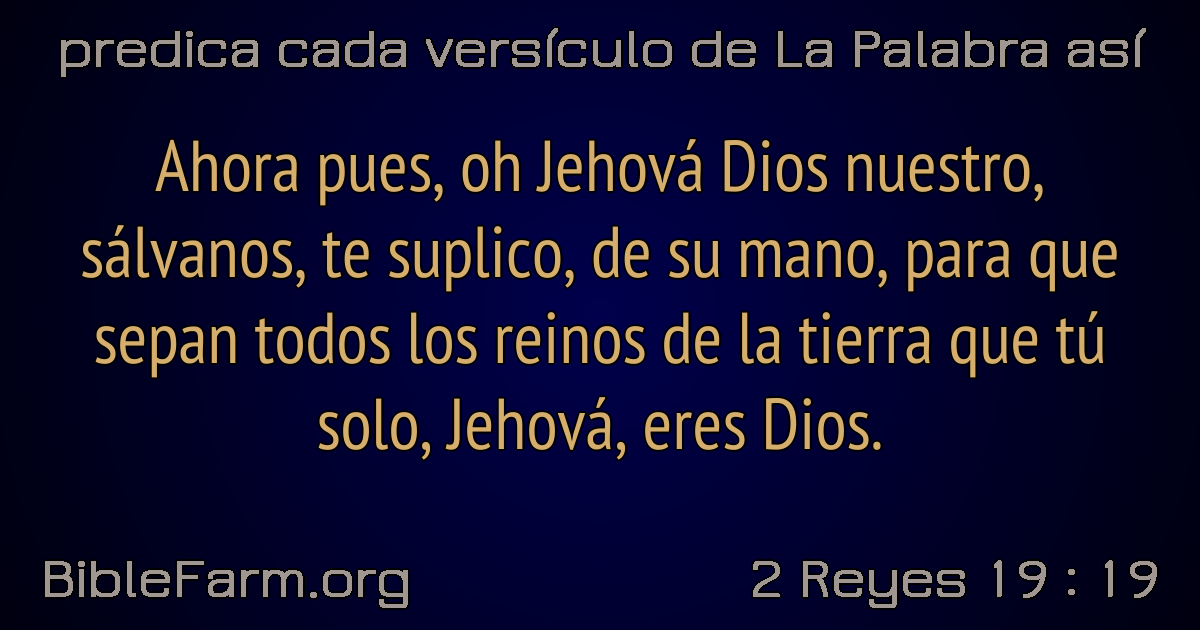 predica cada versículo de La Palabra así
Ahora pues, oh Jehová Dios nuestro,
sálvanos, te suplico, de su mano, para que
sepan todos los reinos de la tierra que tú
solo, Jehová, eres Dios.
BibleFarm.org
2 Reyes 19 : 19